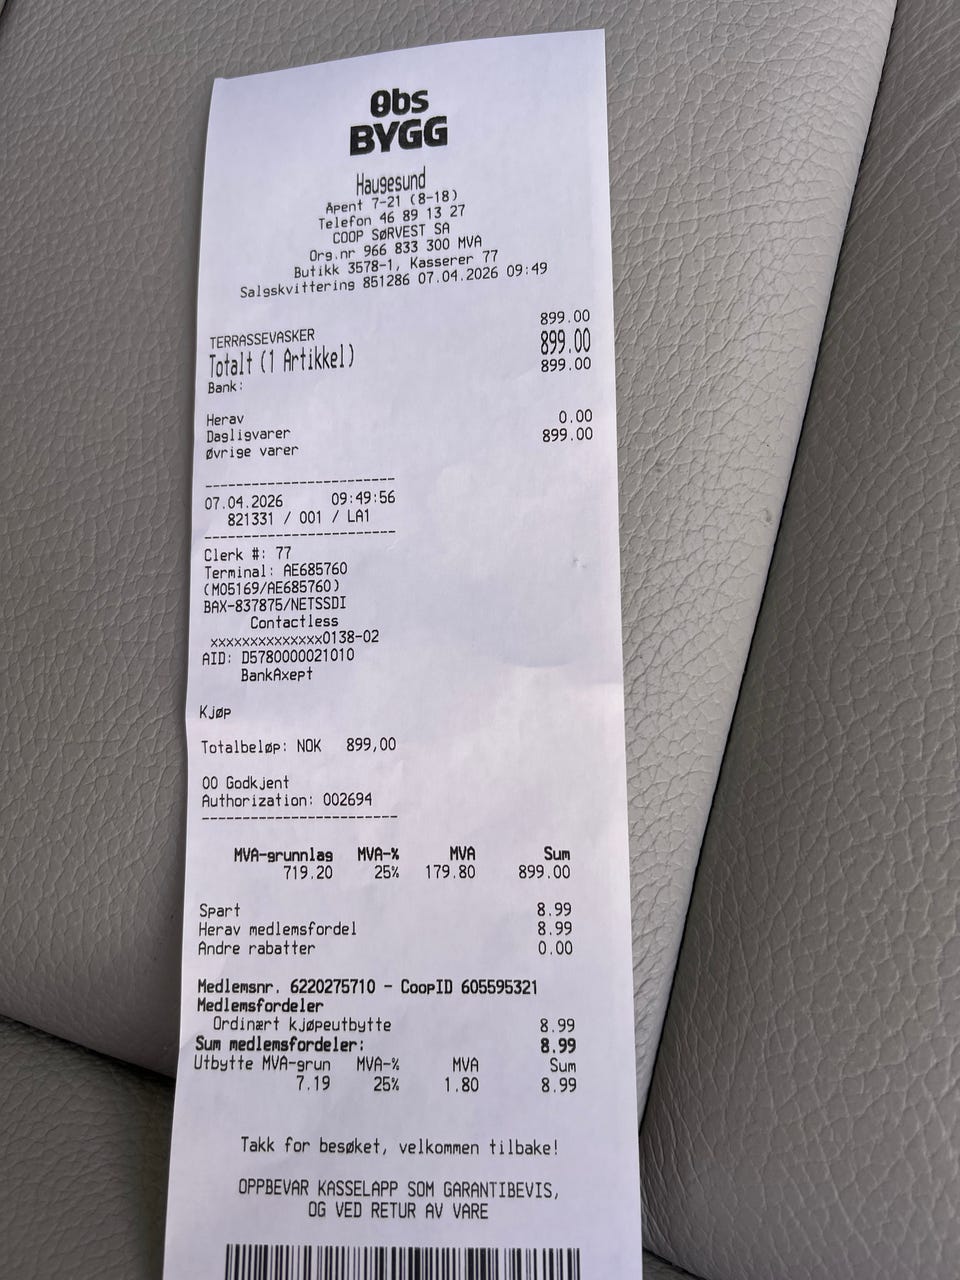 Obs
BYGG
Haugesund
Åpent 7-21 (8-18)
Telefon 46 89 13 27
COOP SØRVEST SA
Org.nr 966 833 300 MVA
Butikk 3578-1, Kasserer 77
Salgskvittering 851286 07.04.2026 09:49
TERRASSEVASKER 899.00
Totalt (1 Artikkel) 899.00
Bank: 899.00
Herav
Dagligvarer 0.00
Øvrige varer 899.00
------------------------
07.04.2026 09:49:56
821331 / 001 / LA1
------------------------
Clerk #: 77
Terminal: AE685760
(M05169/AE685760)
BAX-837875/NETSSDI
Contactless
xxxxxxxxxxxxxx0138-02
AID: D5780000021010
BankAxept
Kjøp
Totalbeløp: NOK 899,00
00 Godkjent
Authorization: 002694
------------------------
MVA-grunnlag MVA-% MVA Sum
719.20 25% 179.80 899.00
Spart 8.99
Herav medlemsfordel 8.99
Andre rabatter 0.00
Medlemsnr. 6220275710 - CoopID 605595321
Medlemsfordeler
Ordinært kjøpeutbytte 8.99
Sum medlemsfordeler: 8.99
Utbytte MVA-grun MVA-% MVA Sum
7.19 25% 1.80 8.99
Takk for besøket, velkommen tilbake!
OPPBEVAR KASSELAPP SOM GARANTIBEVIS,
OG VED RETUR AV VARE